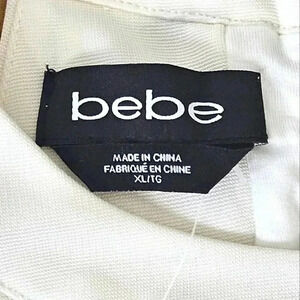 bebe
MADE IN CHINA
FABRIQUÉ EN CHINE
XL/TG